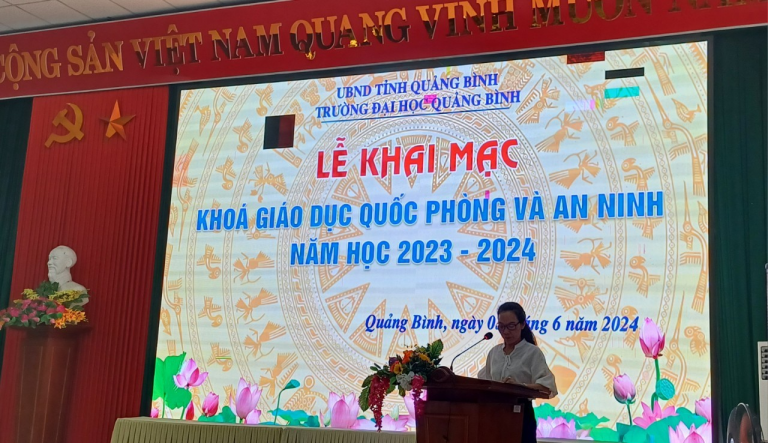 CỘNG SẢN VIỆT NAM QUANG VINH MUÔN NĂM
UBND TỈNH QUẢNG BÌNH
TRƯỜNG ĐẠI HỌC QUẢNG BÌNH
LỄ KHAI MẠC
KHOÁ GIÁO DỤC QUỐC PHÒNG VÀ AN NINH
NĂM HỌC 2023 - 2024
Quảng Bình, ngày 6 năm 2024